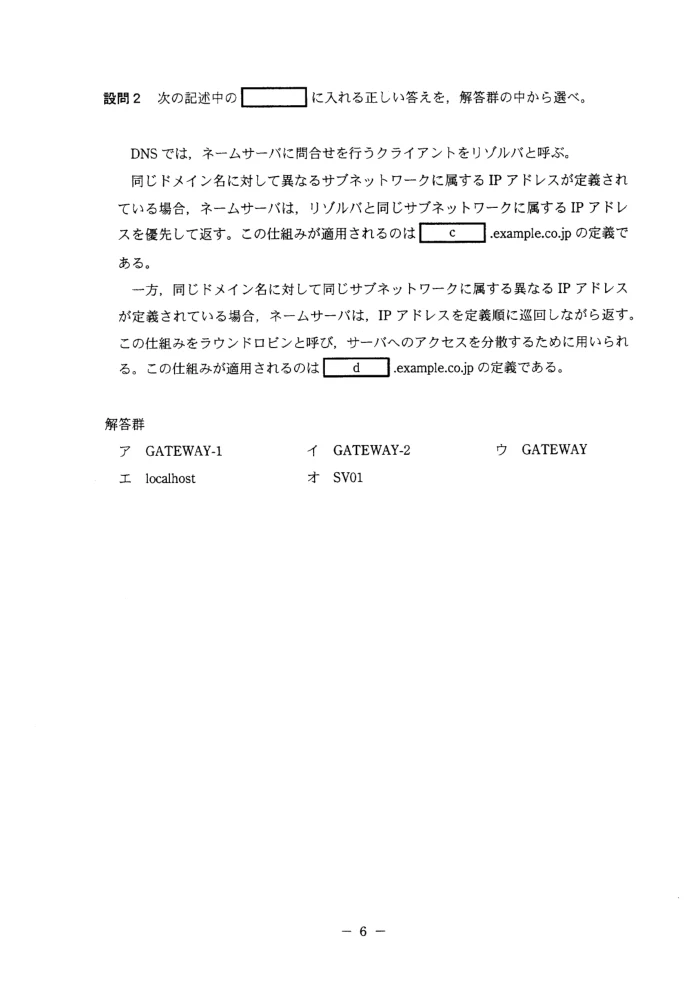 設問2 次の記述中の に入れる正しい答えを，解答群の中から選べ。
DNS では，ネームサーバに問合せを行うクライアントをリゾルバと呼ぶ。
同じドメイン名に対して異なるサブネットワークに属する IP アドレスが定義され
ている場合，ネームサーバは，リゾルバと同じサブネットワークに属する IP アドレ
スを優先して返す。この仕組みが適用されるのは c .example.co.jp の定義で
ある。
一方，同じドメイン名に対して同じサブネットワークに属する異なる IP アドレス
が定義されている場合，ネームサーバは，IP アドレスを定義順に巡回しながら返す。
この仕組みをラウンドロビンと呼び，サーバへのアクセスを分散するために用いられ
る。この仕組みが適用されるのは d .example.co.jp の定義である。
解答群
ア GATEWAY-1 イ GATEWAY-2 ウ GATEWAY
エ localhost オ SV01
－ 6 －